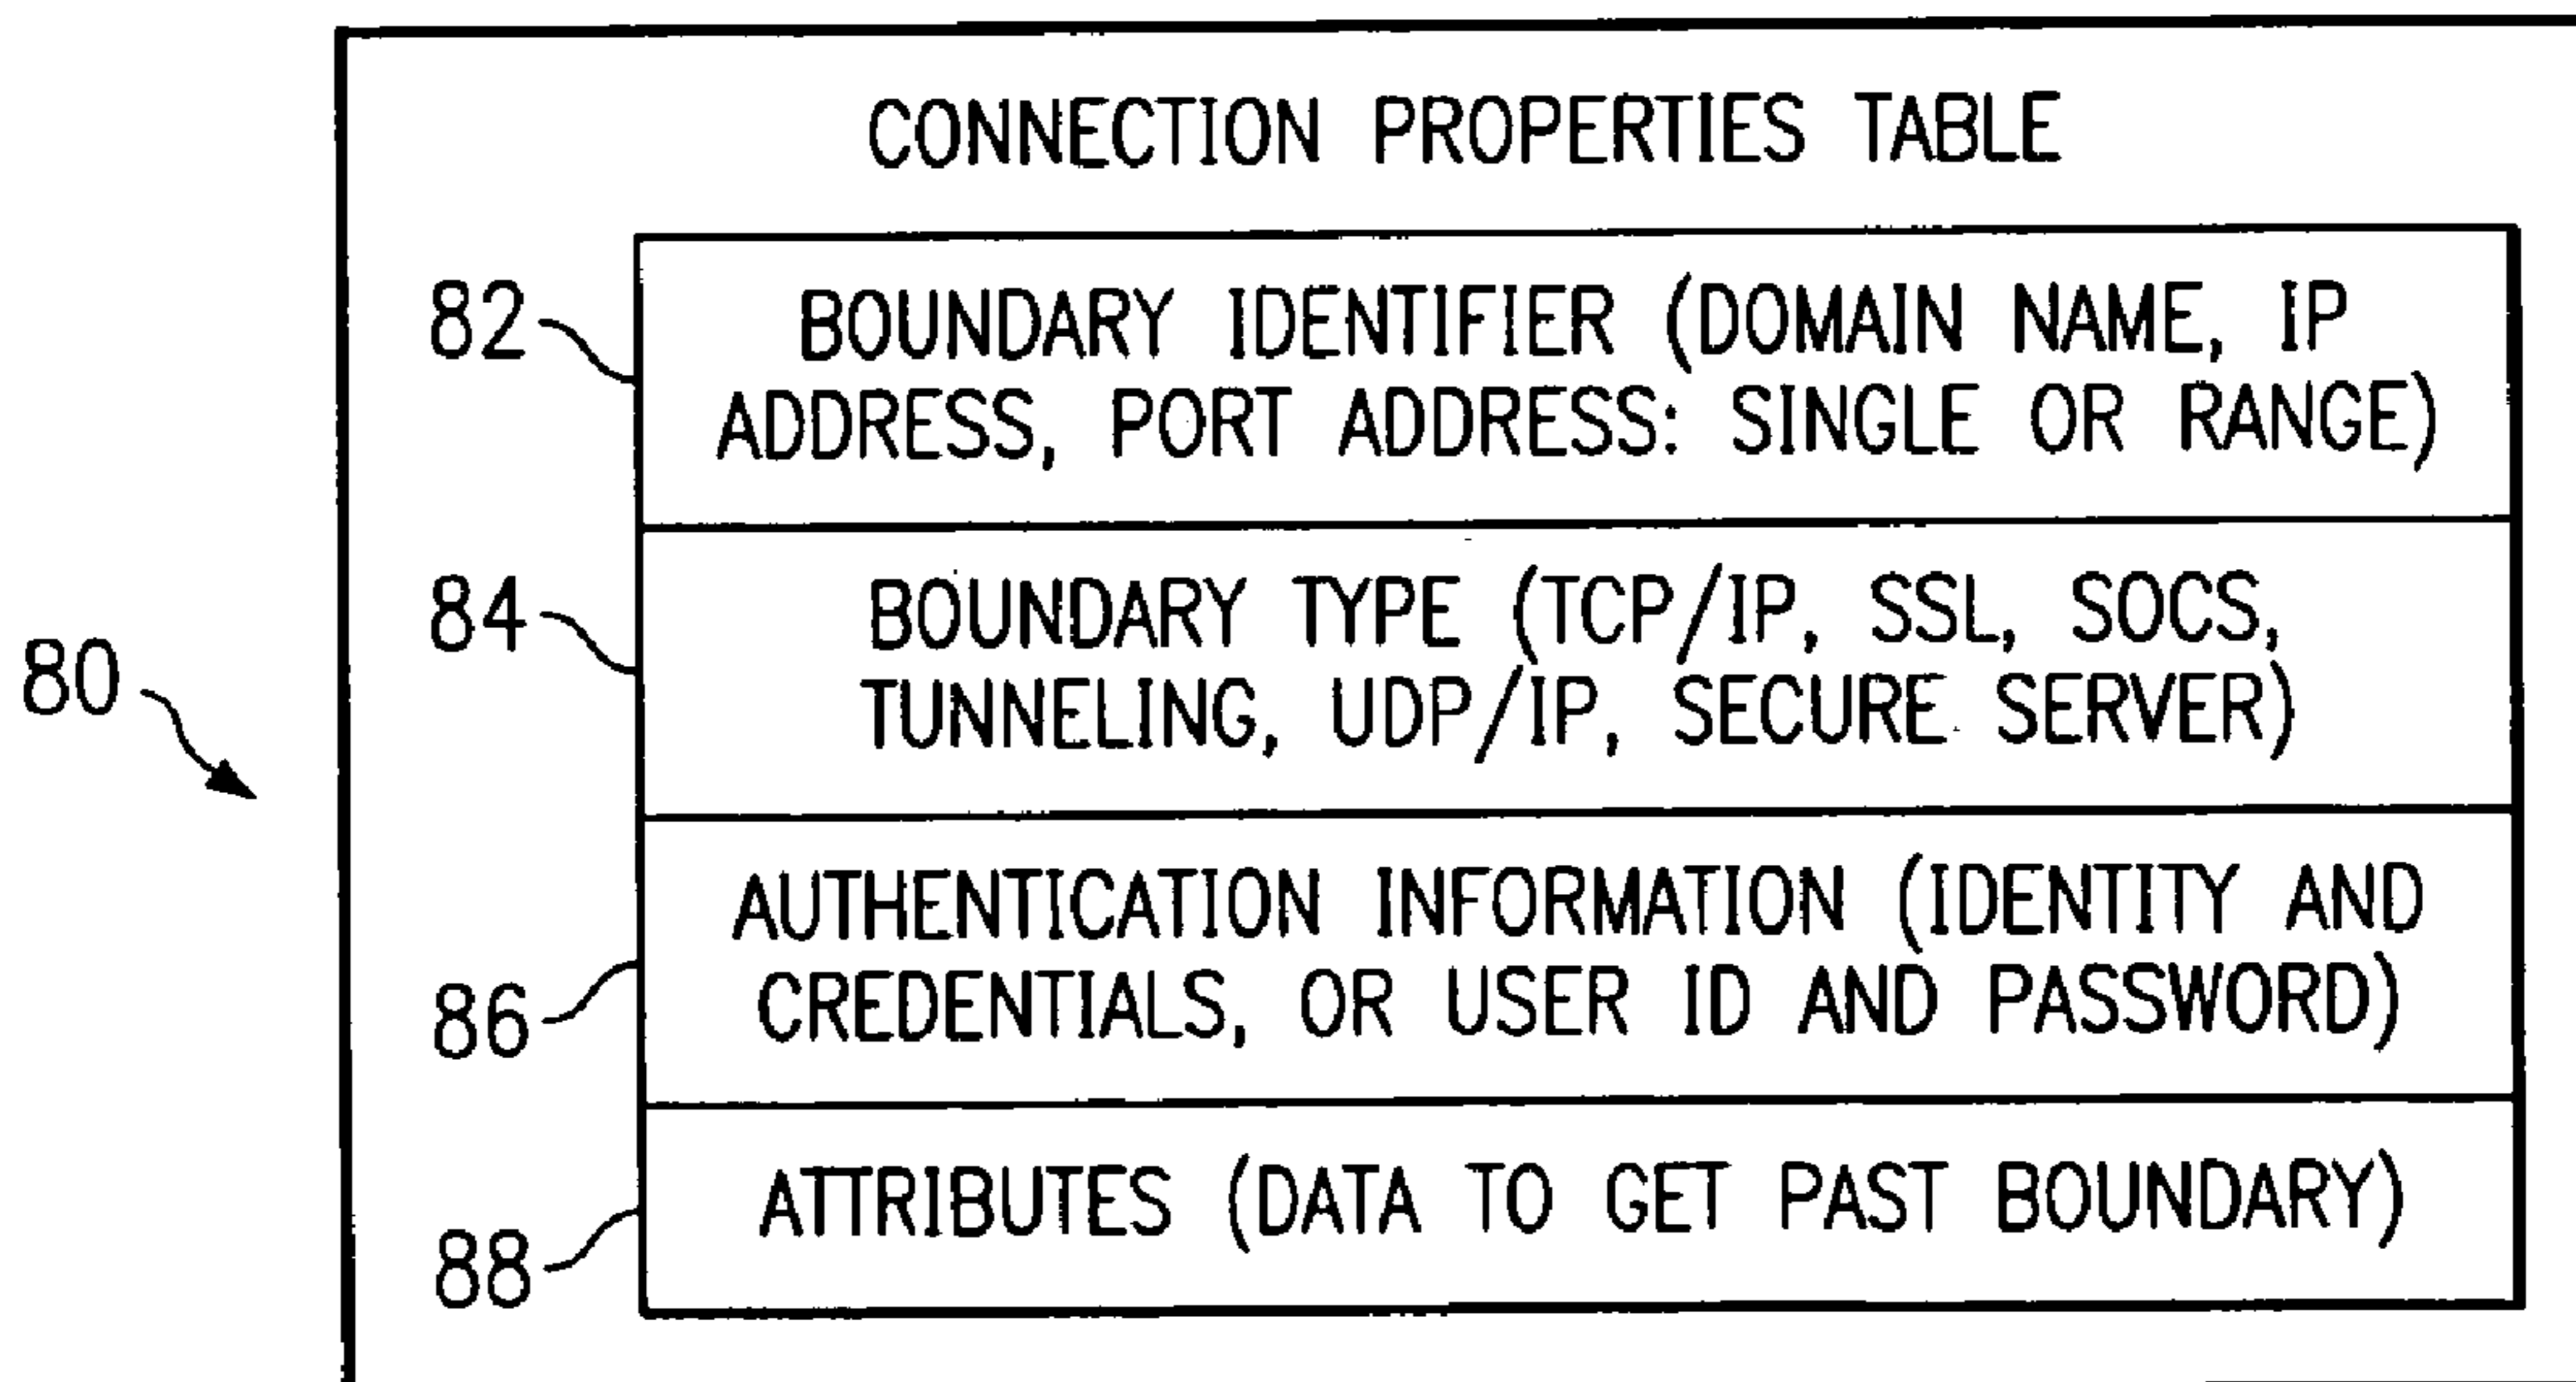 CONNECTION PROPERTIES TABLE
82
BOUNDARY IDENTIFIER (DOMAIN NAME, IP
ADDRESS, PORT ADDRESS: SINGLE OR RANGE)
84
BOUNDARY TYPE (TCP/IP, SSL, SOCS,
TUNNELING, UDP/IP, SECURE SERVER)
80
86
AUTHENTICATION INFORMATION (IDENTITY AND
CREDENTIALS, OR USER ID AND PASSWORD)
88
ATTRIBUTES (DATA TO GET PAST BOUNDARY)